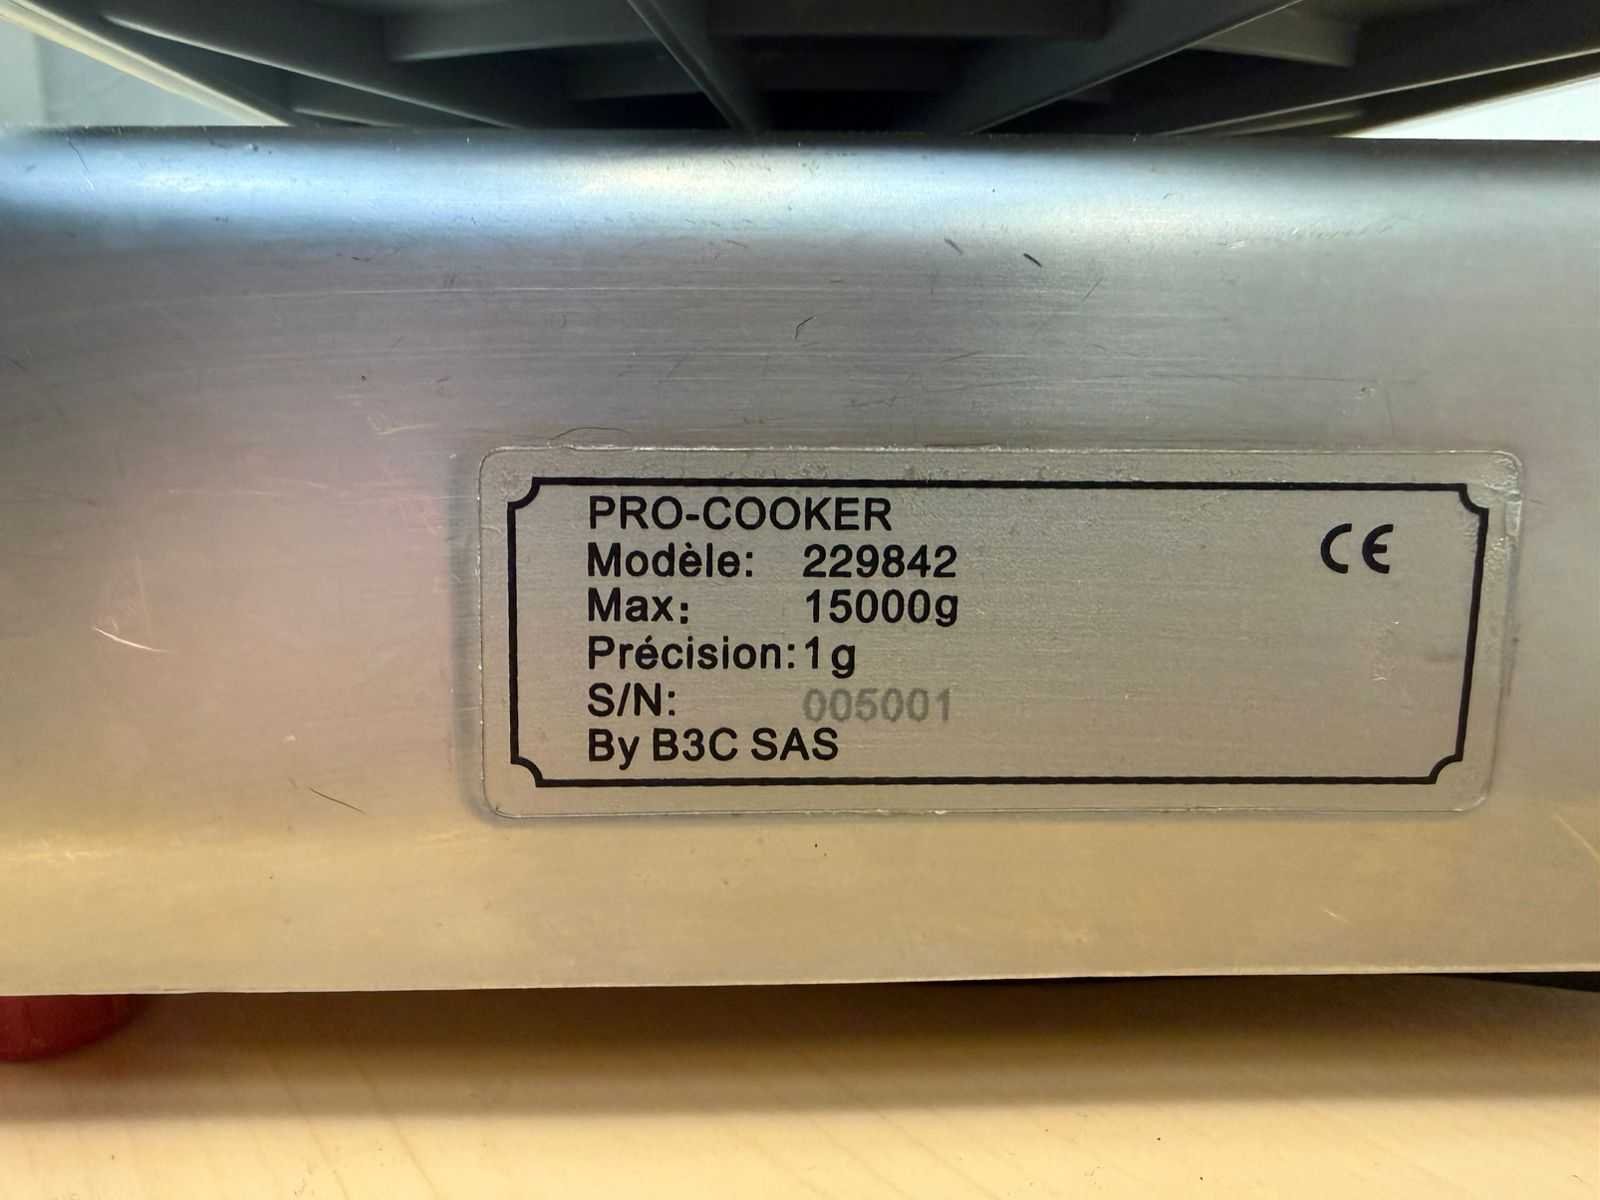 PRO-COOKER
Modèle: 229842
CE
Max: 15000g
Précision: 1g
S/N: 005001
By B3C SAS